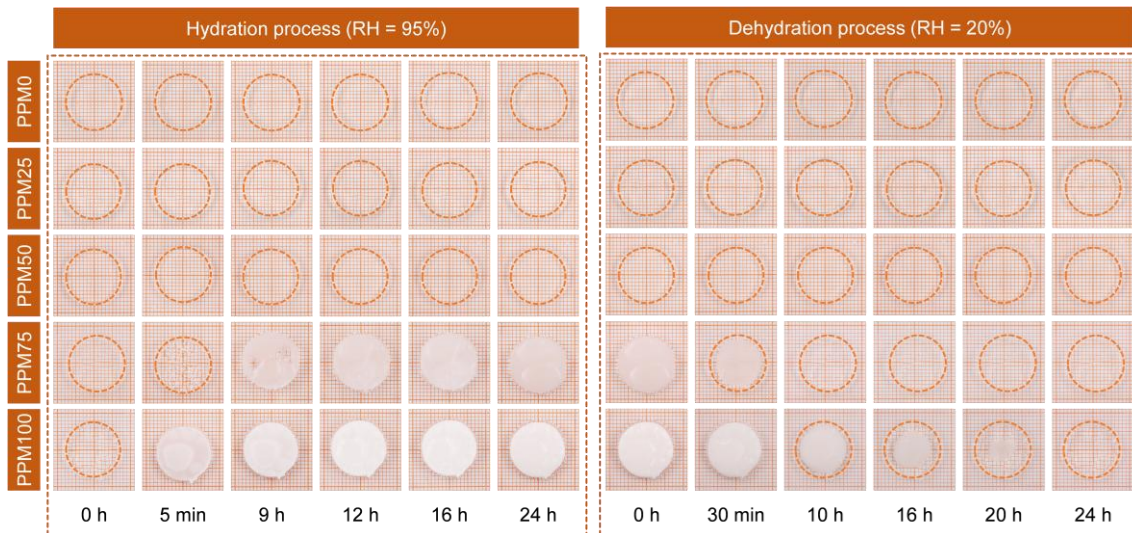 Hydration process (RH = 95%)
Dehydration process (RH = 20%)
PPM0
PPM25
PPM50
PPM75
PPM100
0 h 5 min 9 h 12 h 16 h 24 h
0 h 30 min 10 h 16 h 20 h 24 h